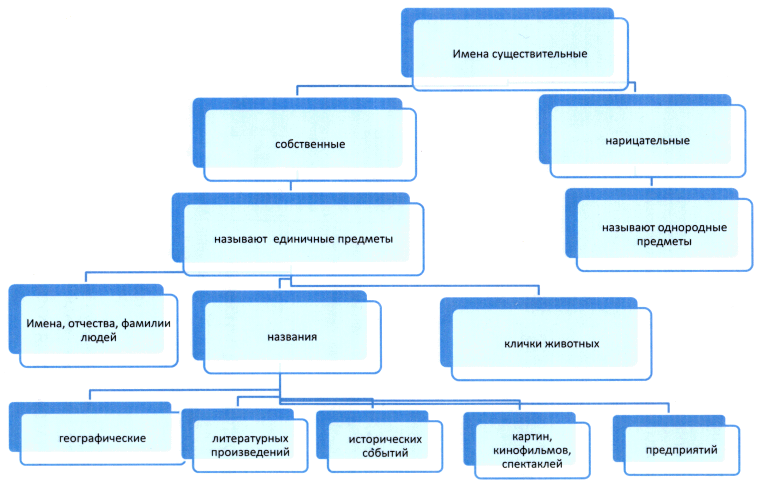 Имена существительные
собственные
нарицательные
называют единичные предметы
называют однородные
предметы
Имена, отчества, фамилии
людей
названия
клички животных
географические
литературных
произведений
исторических
событий
картин,
кинофильмов,
спектаклей
предприятий